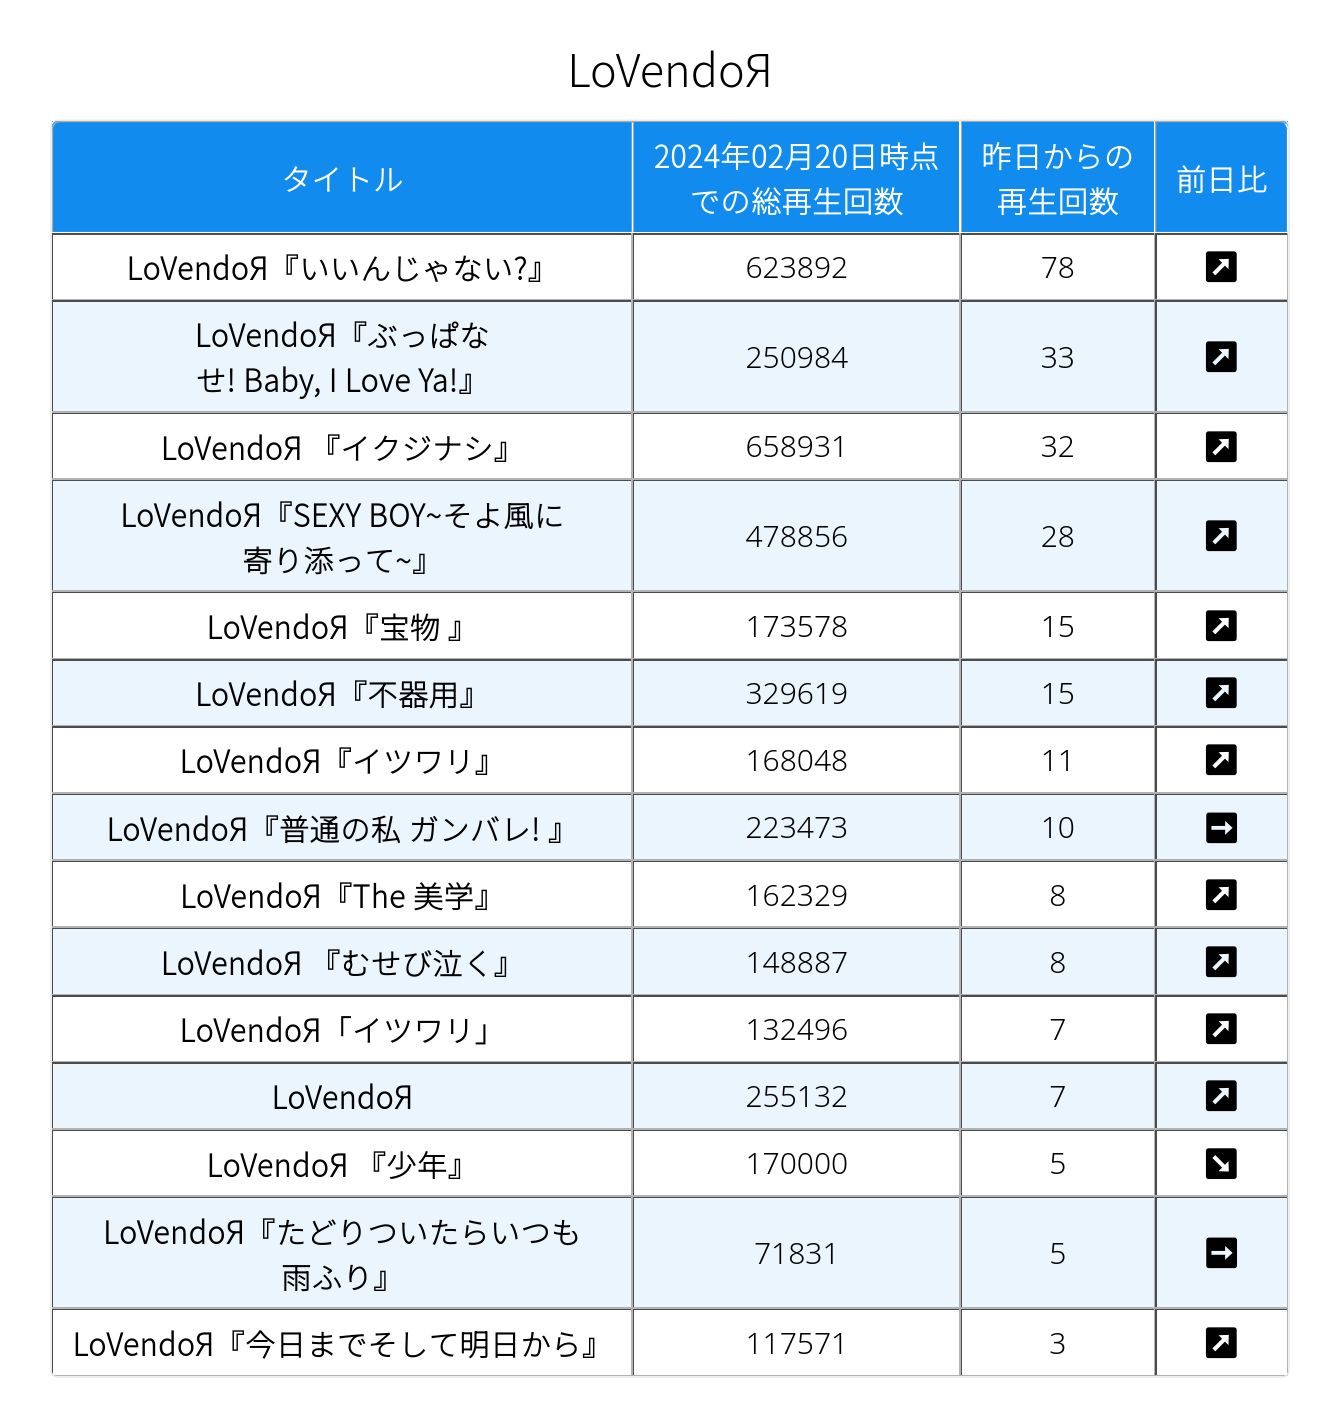 LoVendoЯ
タイトル
2024年02月20日時点
での総再生回数
昨日からの
再生回数
前日比
LoVendoЯ『いいんじゃない?』
623892
78
↗
LoVendoЯ『ぶっぱな
せ! Baby, I Love Ya!』
250984
33
↗
LoVendoЯ 『イクジナシ』
658931
32
↗
LoVendoЯ『SEXY BOY~そよ風に
寄り添って~』
478856
28
↗
LoVendoЯ『宝物 』
173578
15
↗
LoVendoЯ『不器用』
329619
15
↗
LoVendoЯ『イツワリ』
168048
11
↗
LoVendoЯ『普通の私 ガンバレ! 』
223473
10
→
LoVendoЯ『The 美学』
162329
8
↗
LoVendoЯ 『むせび泣く』
148887
8
↗
LoVendoЯ「イツワリ」
132496
7
↗
LoVendoЯ
255132
7
↗
LoVendoЯ 『少年』
170000
5
↘
LoVendoЯ『たどりついたらいつも
雨ふり』
71831
5
→
LoVendoЯ『今日までそして明日から』
117571
3
↗